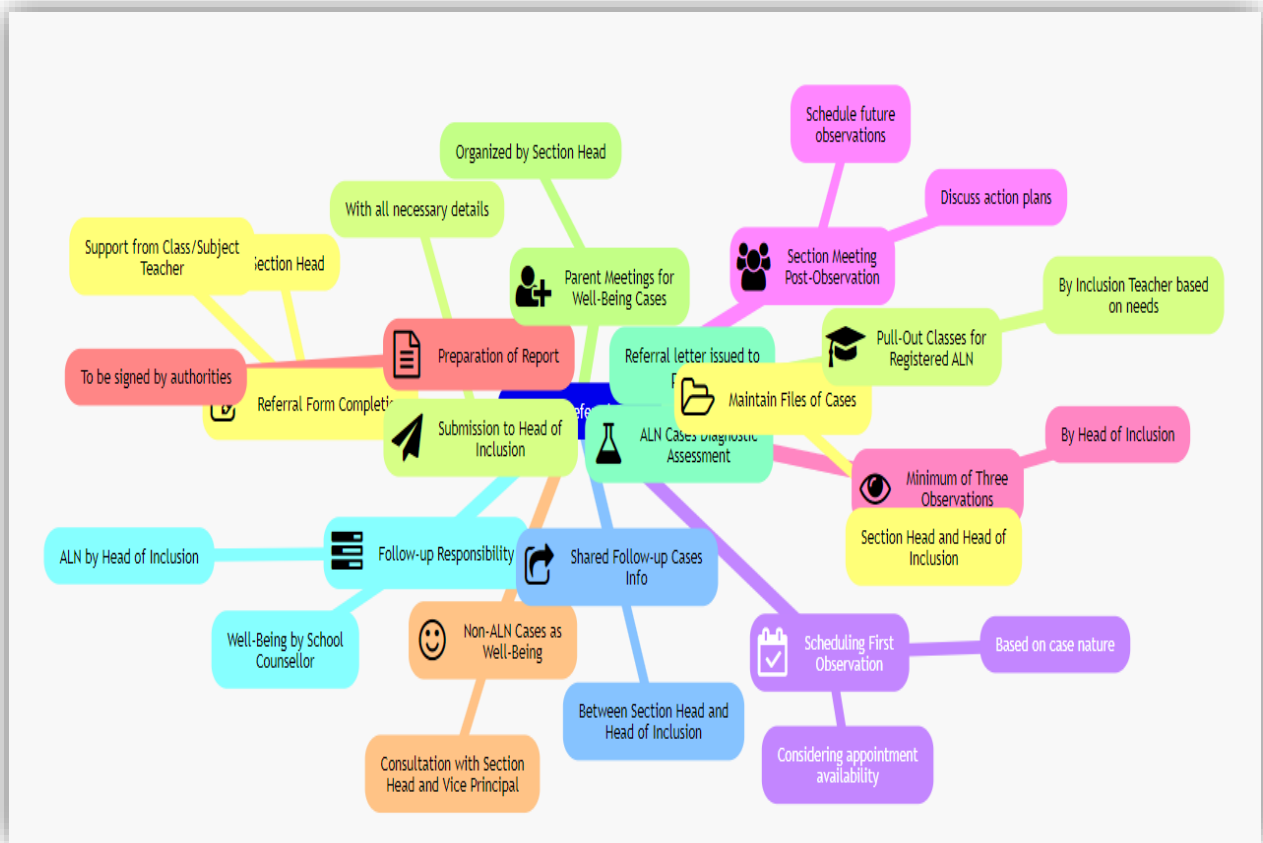 Schedule future
observations
Organized by Section Head
Discuss action plans
With all necessary details
Support from Class/Subject
Teacher
Section Head
Section Meeting
Post-Observation
Parent Meetings for
Well-Being Cases
By Inclusion Teacher based
on needs
Pull-Out Classes for
Registered ALN
Preparation of Report
Referral letter issued to
To be signed by authorities
Referral Form
Maintain Files of Cases
Submission to Head of
Inclusion
ALN Cases Diagnostic
Assessment
By Head of Inclusion
Minimum of Three
Observations
Section Head and Head of
Inclusion
ALN by Head of Inclusion
Follow-up Responsibility
Shared Follow-up Cases
Info
Well-Being by School
Counsellor
Non-ALN Cases as
Well-Being
Scheduling First
Observation
Based on case nature
Between Section Head and
Head of Inclusion
Consultation with Section
Head and Vice Principal
Considering appointment
availability